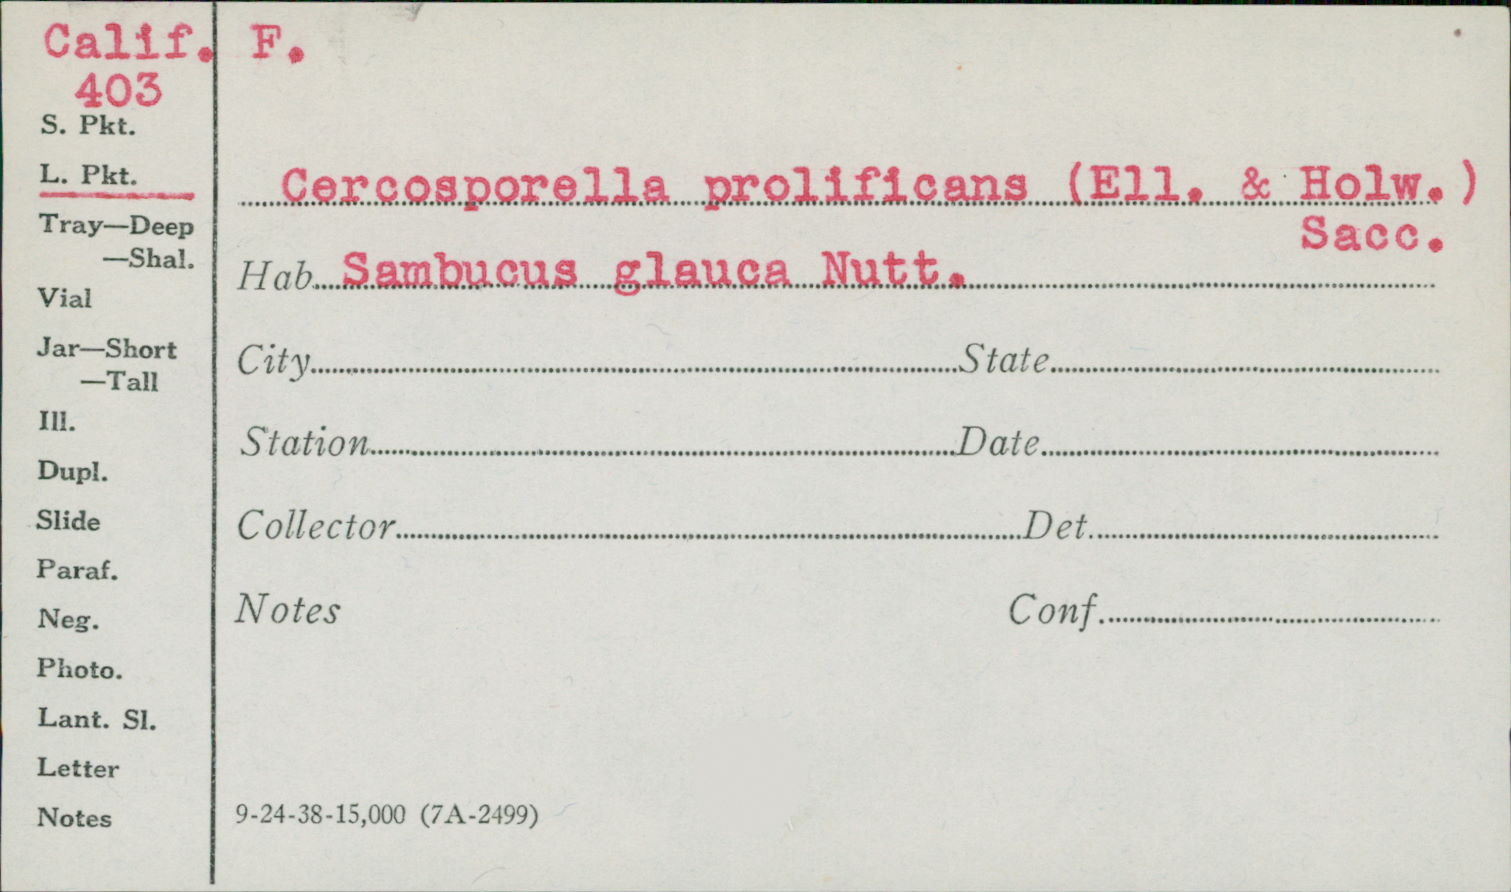 Calif. F.
403
S. Pkt.
L. Pkt.
Tray—Deep
—Shal.
Vial
Jar—Short
—Tall
Ill.
Dupl.
Slide
Paraf.
Neg.
Photo.
Lant. Sl.
Letter
Notes
Cercosporella prolificans (Ell. & Holw.)
Sacc.
Hab. Sambucus glauca Nutt.
City State
Station Date
Collector Det.
Notes Conf.
9-24-38-15,000 (7A-2499)